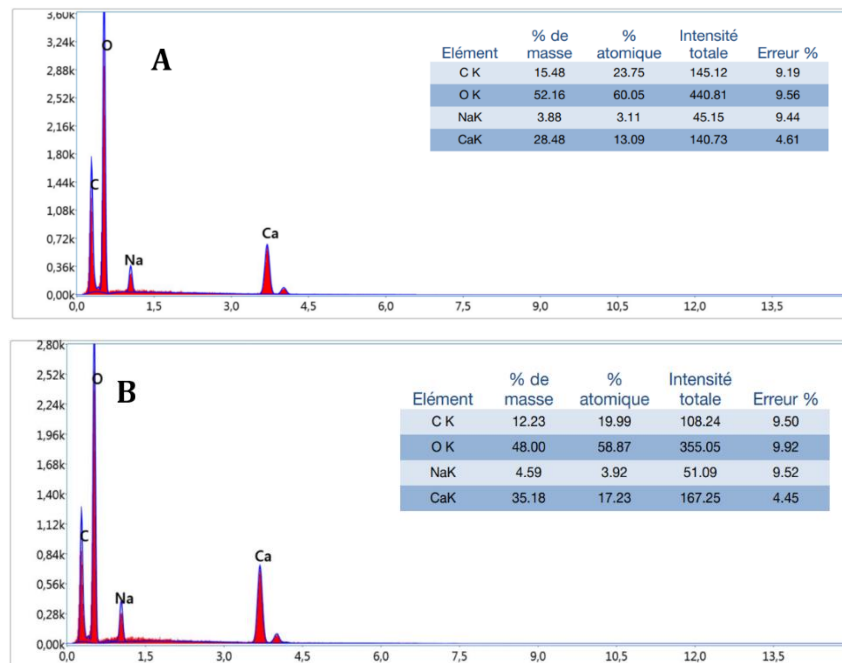 3,60k
3,24k
2,88k
2,52k
2,16k
1,80k
1,44k
1,08k
0,72k
0,36k
0,00k
0,0 1,5 3,0 4,5 6,0 7,5 9,0 10,5 12,0 13,5
O
A
C
Na
Ca
Elément % de masse % atomique Intensité totale Erreur %
C K 15.48 23.75 145.12 9.19
O K 52.16 60.05 440.81 9.56
NaK 3.88 3.11 45.15 9.44
CaK 28.48 13.09 140.73 4.61
2,80k
2,52k
2,24k
1,96k
1,68k
1,40k
1,12k
0,84k
0,56k
0,28k
0,00k
0,0 1,5 3,0 4,5 6,0 7,5 9,0 10,5 12,0 13,5
O
B
C
Na
Ca
Elément % de masse % atomique Intensité totale Erreur %
C K 12.23 19.99 108.24 9.50
O K 48.00 58.87 355.05 9.92
NaK 4.59 3.92 51.09 9.52
CaK 35.18 17.23 167.25 4.45